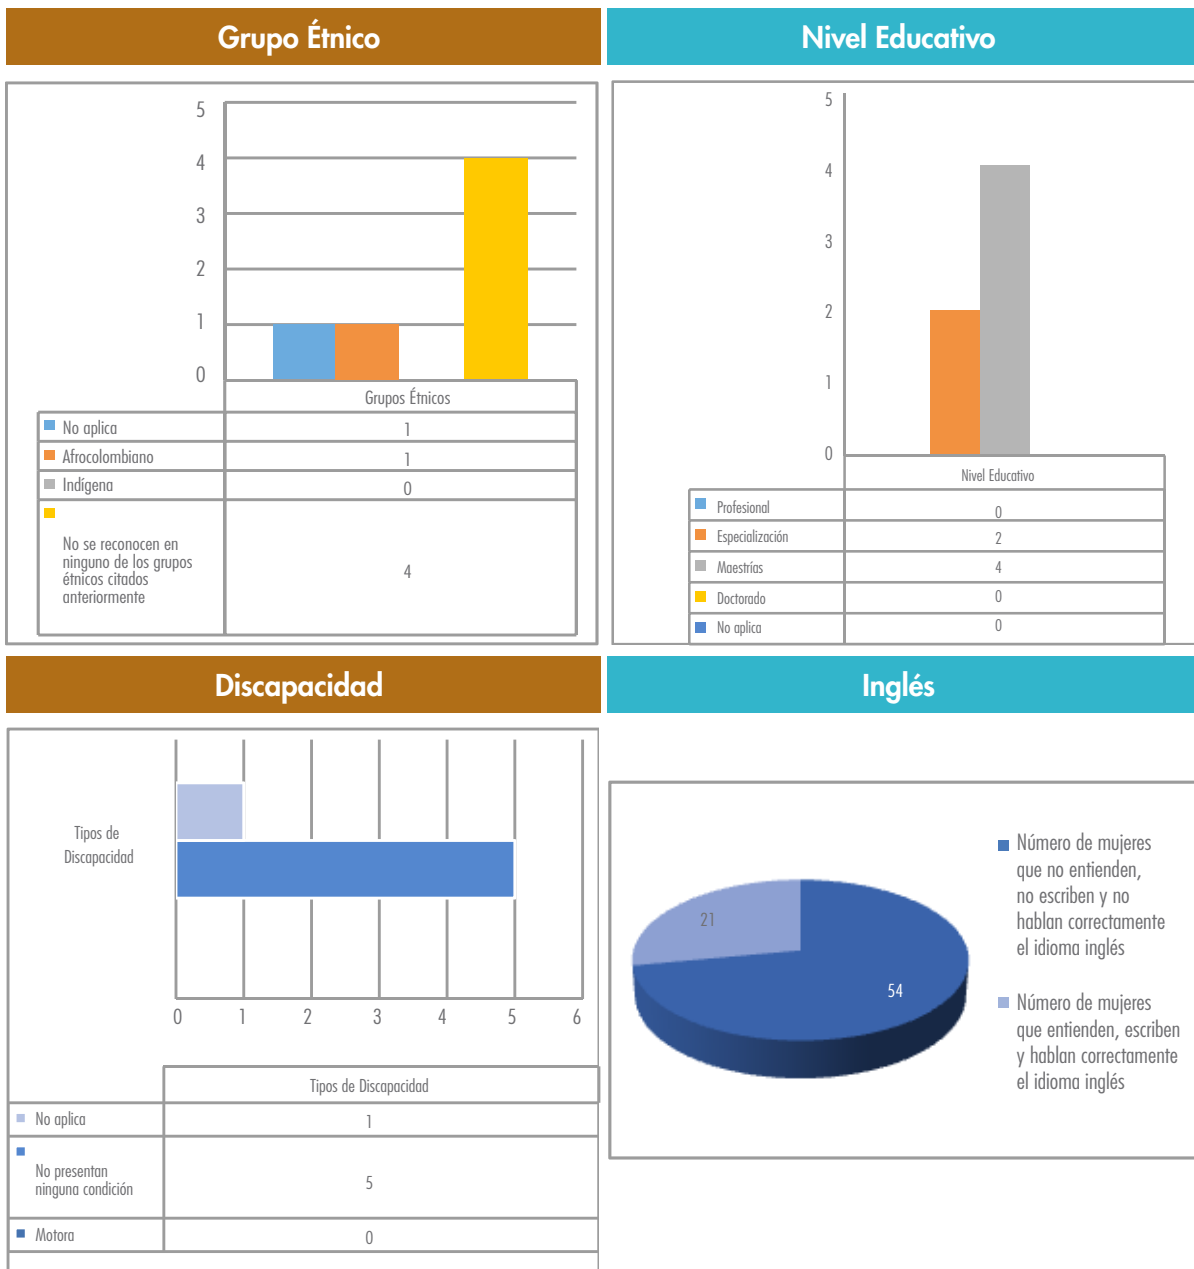 Grupo Étnico
5
4
3
2
1
0
Grupos Étnicos
No aplica 1
Afrocolombiano 1
Indígena 0
No se reconocen en
ninguno de los grupos
étnicos citados
anteriormente
4
Nivel Educativo
5
4
3
2
1
0
Nivel Educativo
Profesional 0
Especialización 2
Maestrías 4
Doctorado 0
No aplica 0
Discapacidad
Tipos de
Discapacidad
0 1 2 3 4 5 6
Tipos de Discapacidad
No aplica 1
No presentan
ninguna condición
5
Motora 0
Inglés
21
54
Número de mujeres
que no entienden,
no escriben y no
hablan correctamente
el idioma inglés
Número de mujeres
que entienden, escriben
y hablan correctamente
el idioma inglés